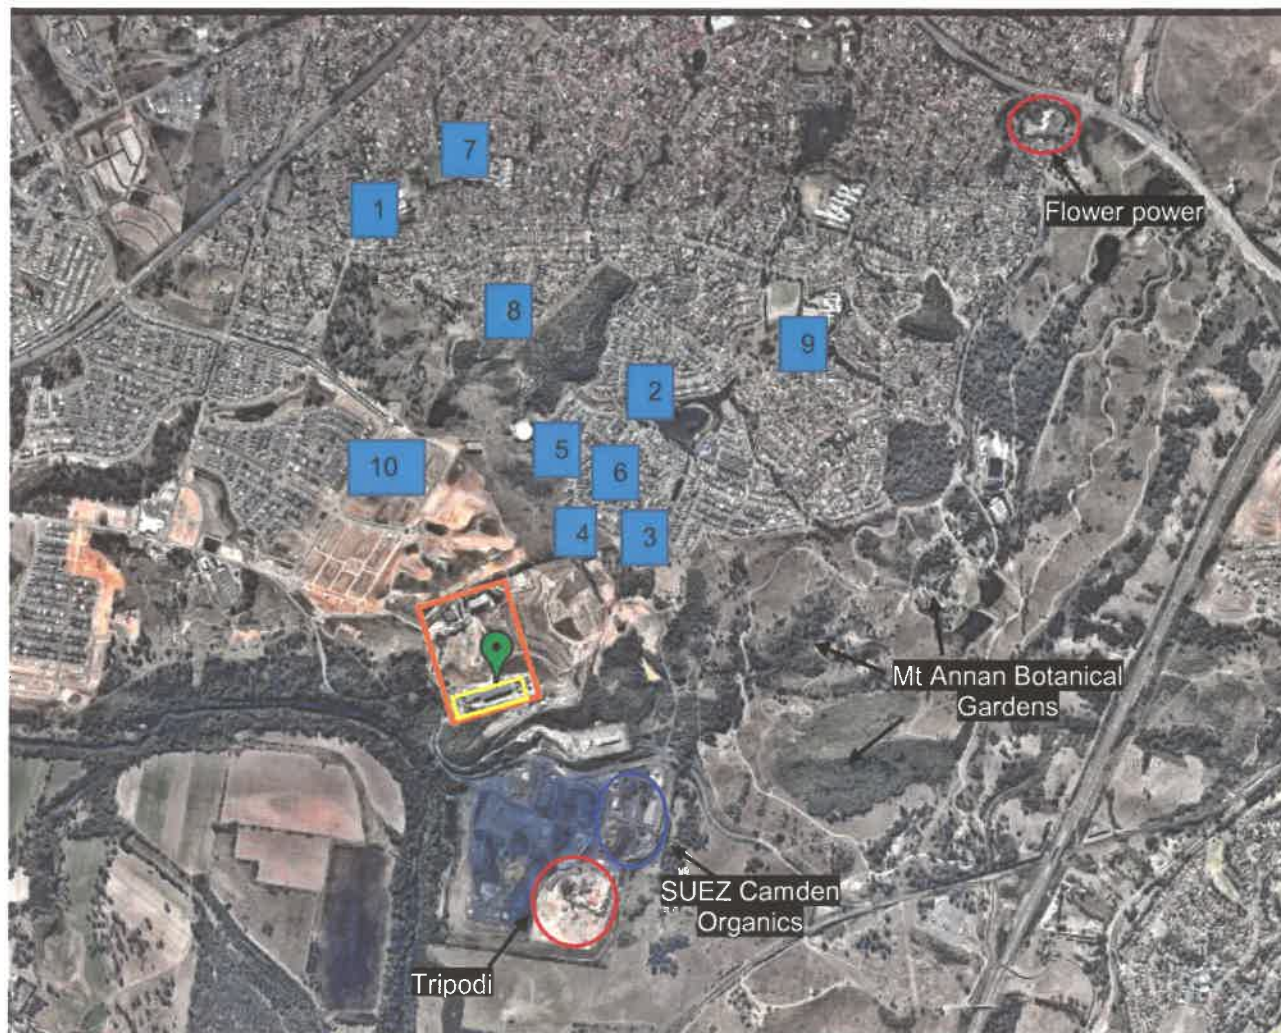 7
1
Flower power
8
9
2
5
10
6
4
3
Mt Annan Botanical
Gardens
SUEZ Camden
Organics
Tripodi